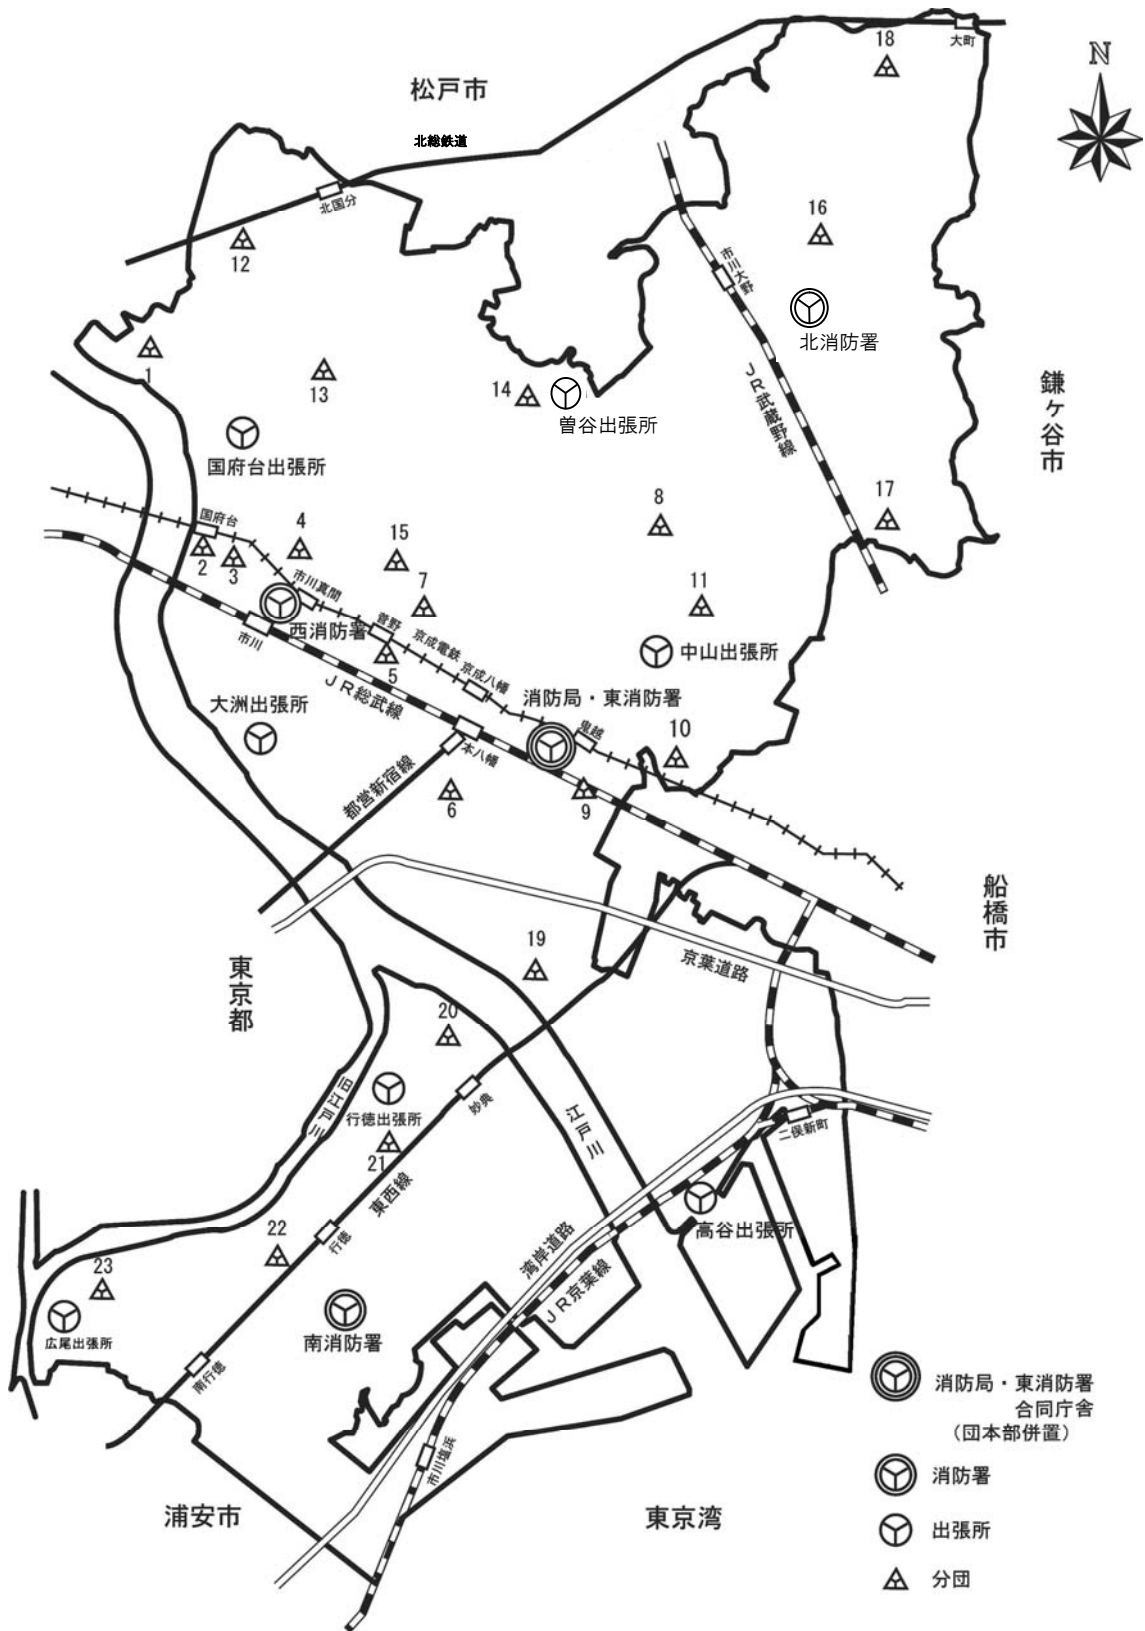 18
大町
N
松戸市
北総鉄道
北国分
16
12
市川大野
北消防署
1
13
14
曽谷出張所
JR武蔵野線
鎌ヶ谷市
国府台出張所
国府台
4
15
8
17
2
3
市川真間
7
11
西消防署
市川
菅野
京成電鉄
京成八幡
5
中山出張所
大洲出張所
JR総武線
消防局・東消防署
鬼越
10
本八幡
都営新宿線
6
9
船橋市
19
京葉道路
東京都
20
旧江戸川
行徳出張所
妙典
江戸川
二俣新町
21
東西線
高谷出張所
22
行徳
湾岸道路
JR京葉線
23
広尾出張所
南消防署
南行徳
市川塩浜
浦安市
東京湾
消防局・東消防署
合同庁舎
（団本部併置）
消防署
出張所
分団